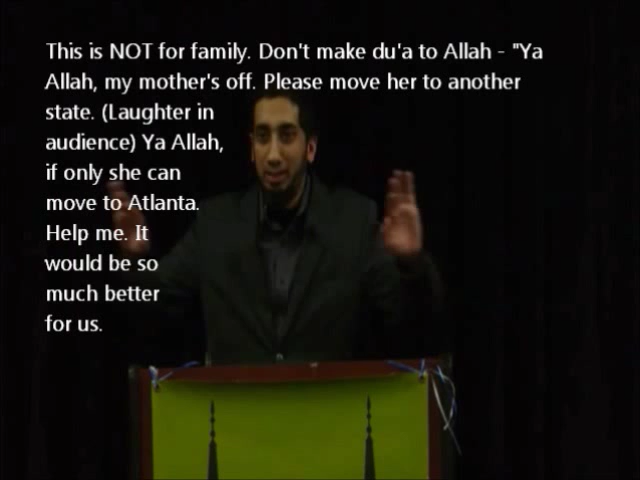 This is NOT for family. Don't make du'a to Allah - "Ya
Allah, my mother's off. Please move her to another
state. (Laughter in
audience) Ya Allah,
if only she can
move to Atlanta.
Help me. It
would be so
much better
for us.